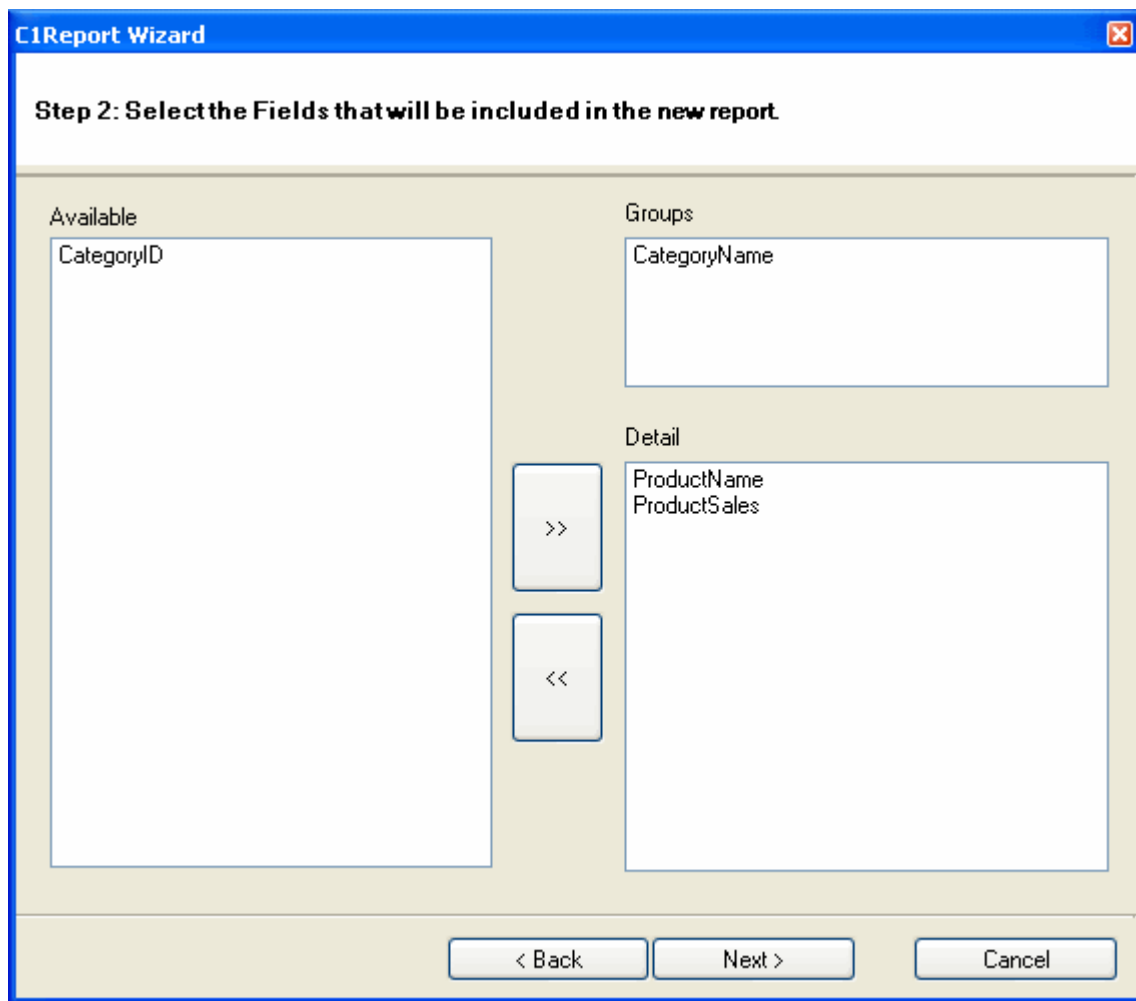 C1Report Wizard
Step 2: Select the Fields that will be included in the new report.
Available
CategoryID
Groups
CategoryName
Detail
ProductName
ProductSales
>>
<<
< Back
Next >
Cancel